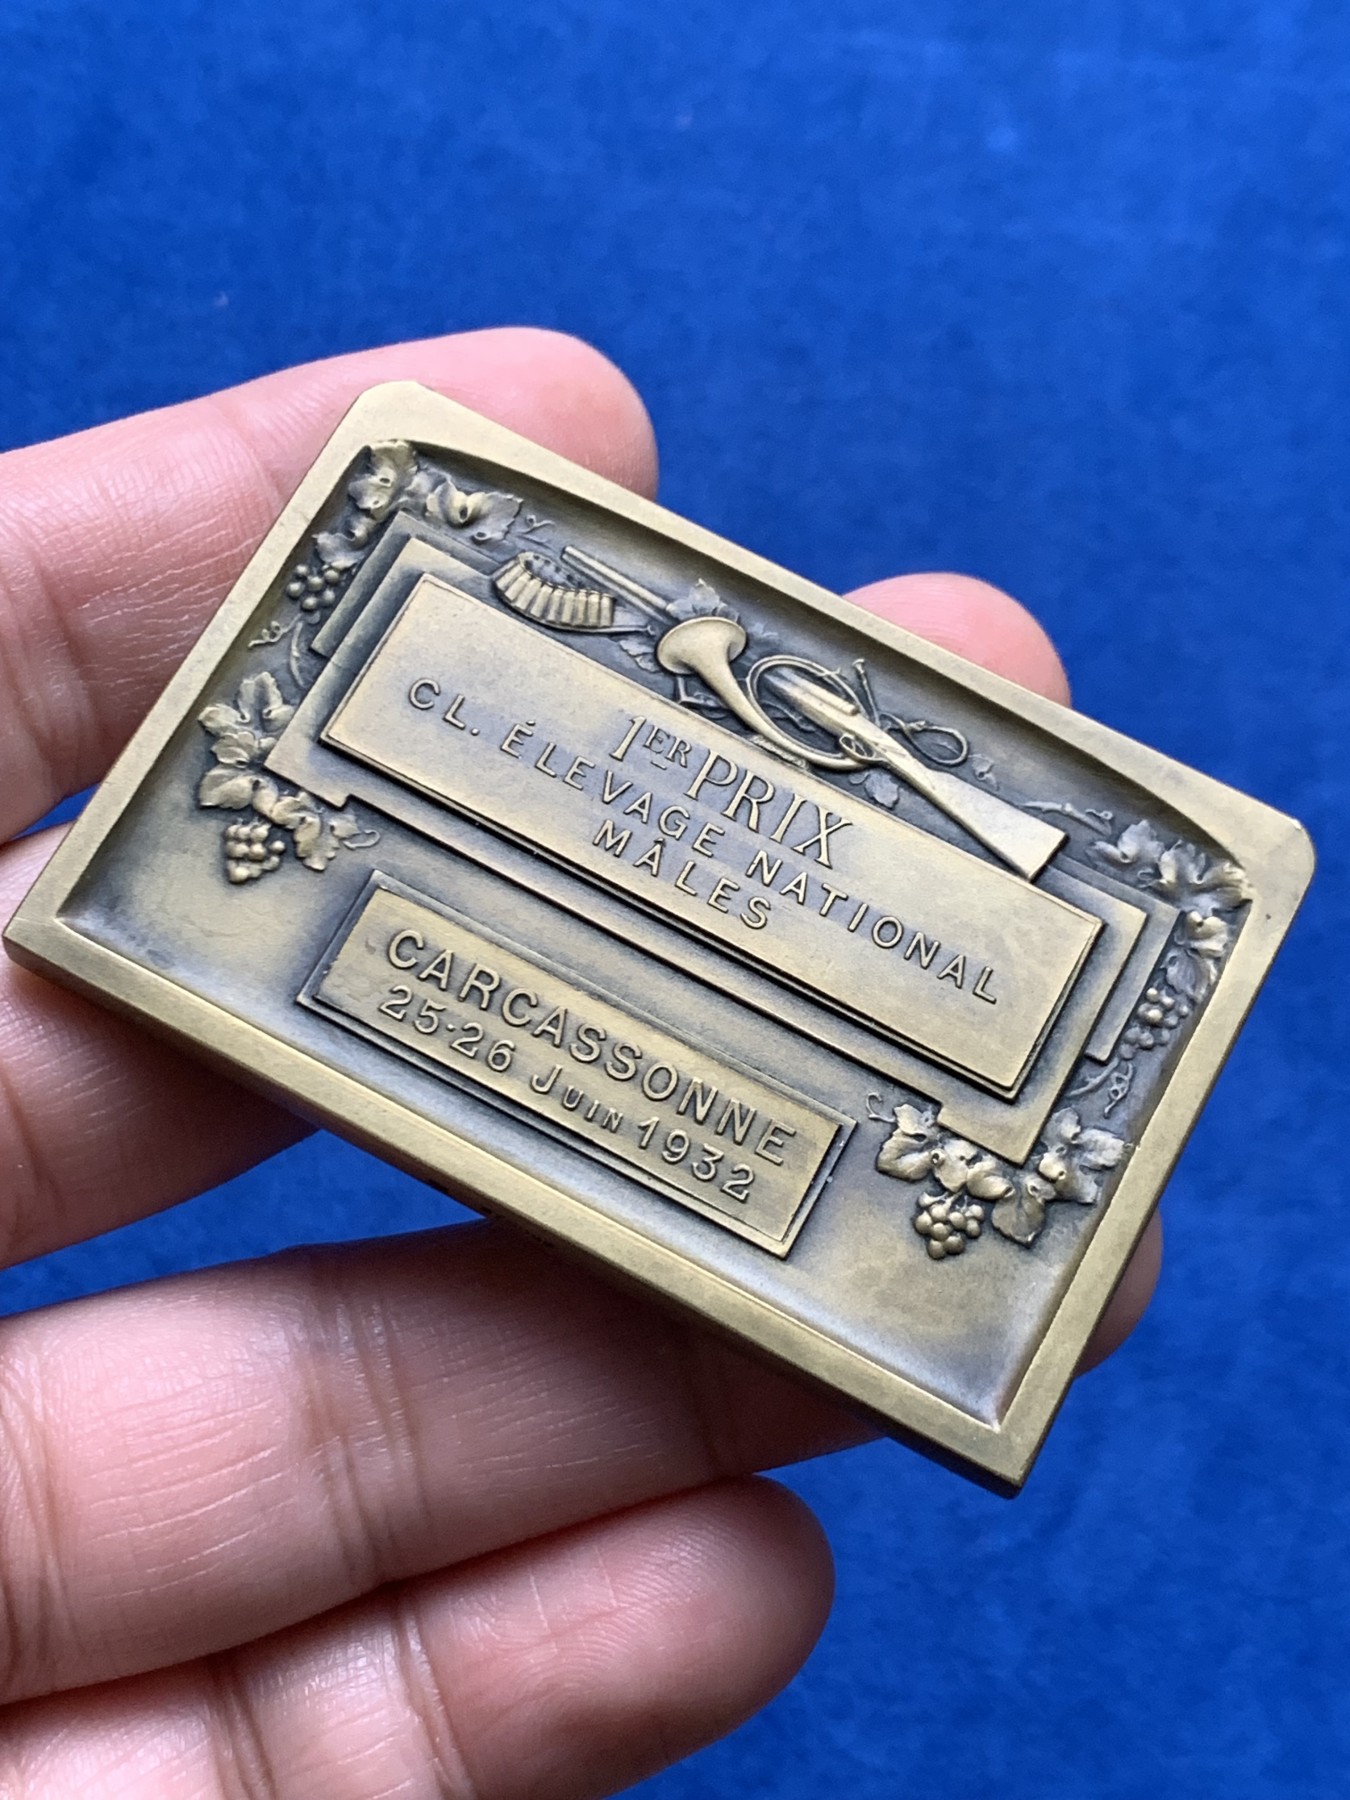 1ER PRIX
CL. ÉLEVAGE NATIONAL
MÂLES
CARCASSONNE
25·26 JUIN 1932